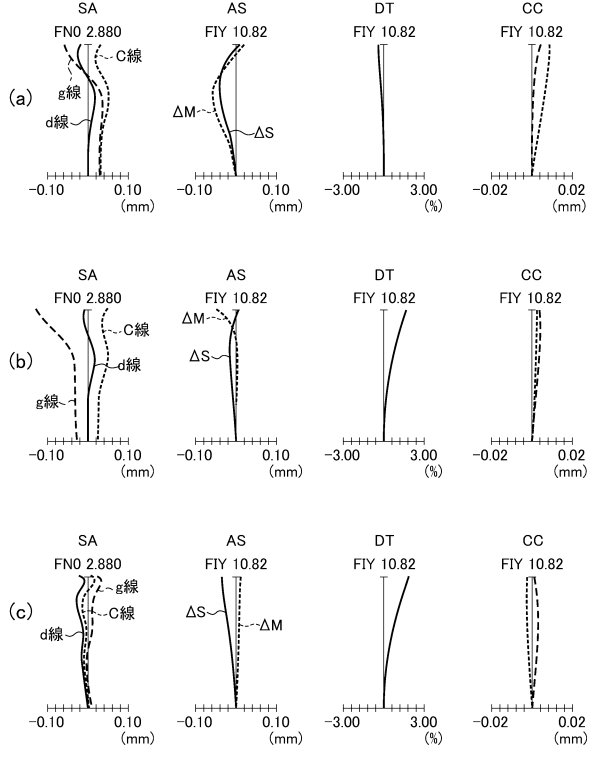 SA AS DT CC
FNO 2.880 FIY 10.82 FIY 10.82 FIY 10.82
C線
g線
(a)
ΔM
d線
ΔS
-0.10 0.10 -0.10 0.10 -3.00 3.00 -0.02 0.02
(mm) (mm) (%) (mm)
SA AS DT CC
FNO 2.880 FIY 10.82 FIY 10.82 FIY 10.82
ΔM
C線
(b)
ΔS
d線
g線
-0.10 0.10 -0.10 0.10 -3.00 3.00 -0.02 0.02
(mm) (mm) (%) (mm)
SA AS DT CC
FNO 2.880 FIY 10.82 FIY 10.82 FIY 10.82
g線
(c)
C線
ΔS
ΔM
d線
-0.10 0.10 -0.10 0.10 -3.00 3.00 -0.02 0.02
(mm) (mm) (%) (mm)